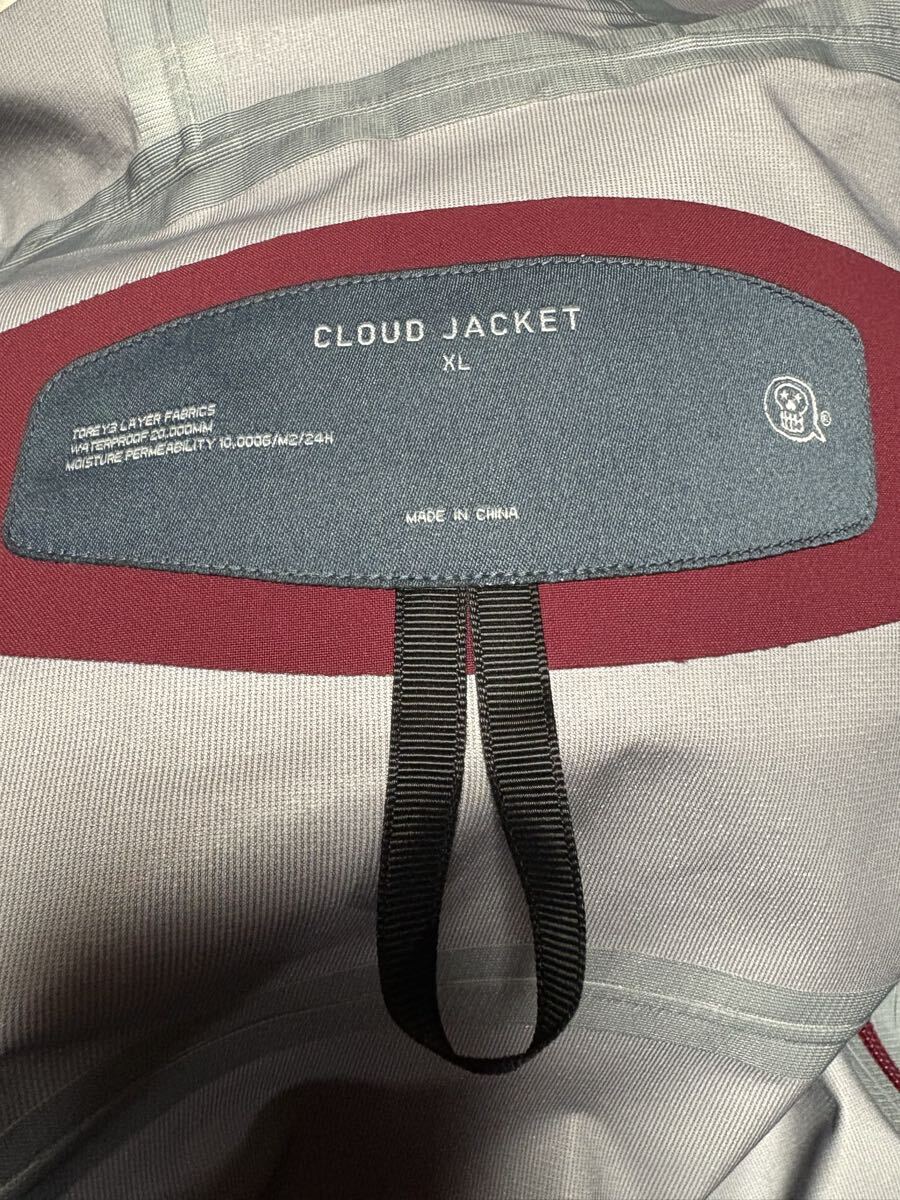 CLOUD JACKET
XL
TOREY3 LAYER FABRICS
WATERPROOF 20,000MM
MOISTURE PERMEABILITY 10,000G/M2/24H
®
MADE IN CHINA